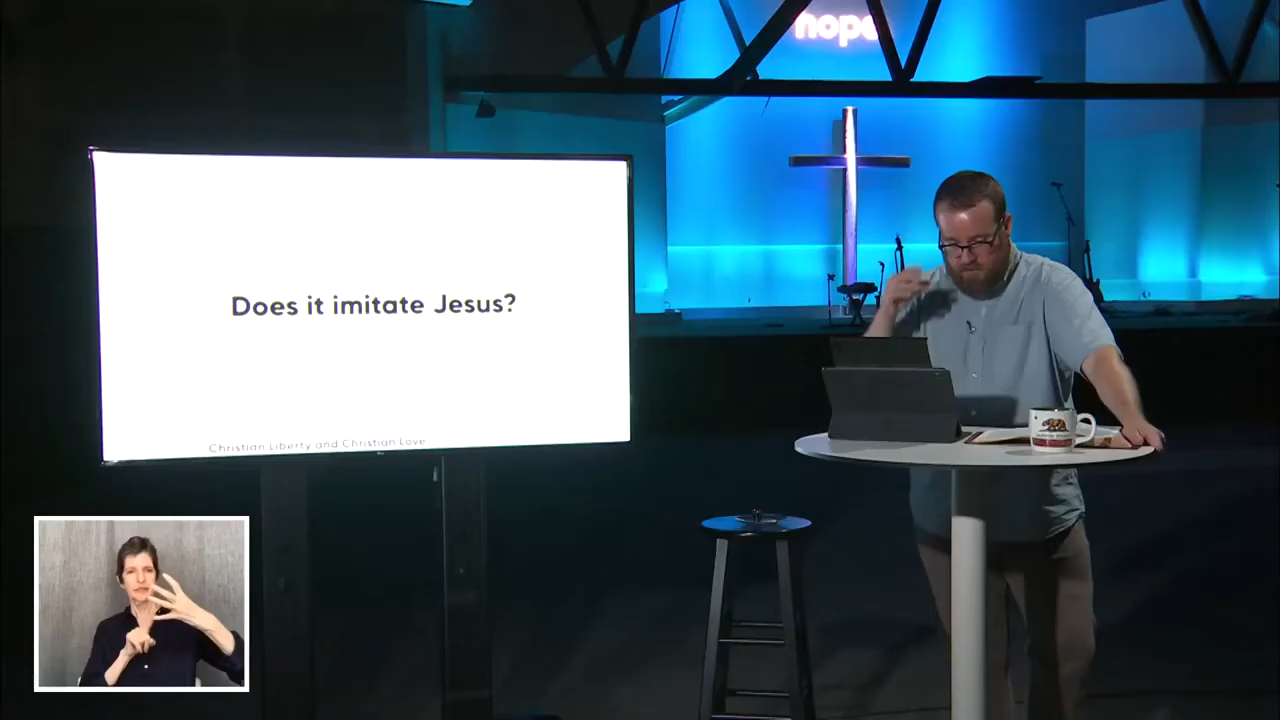 hope
Does it imitate Jesus?
Christian Liberty and Christian Love